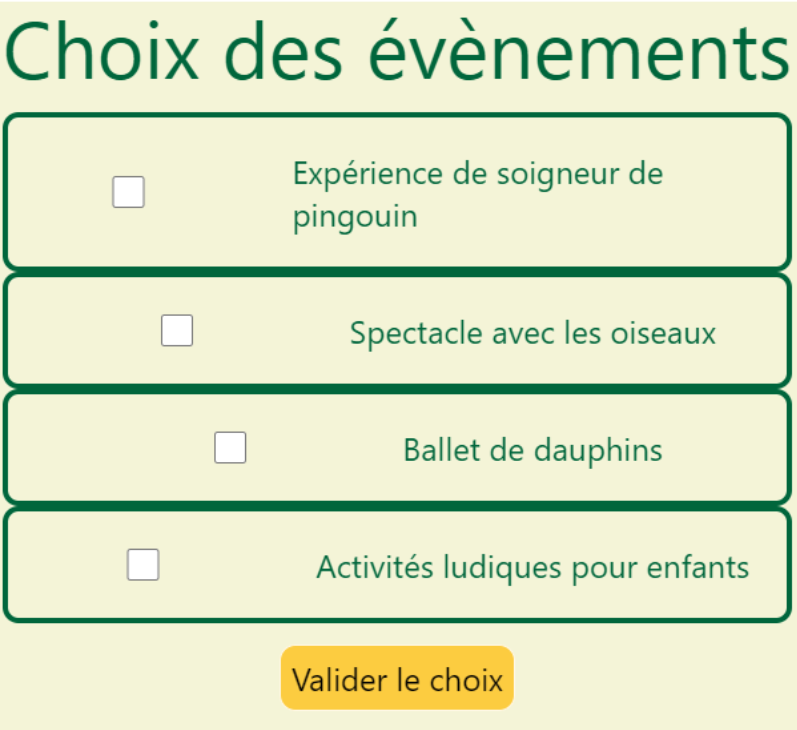 Choix des évènements
Expérience de soigneur de
pingouin
Spectacle avec les oiseaux
Ballet de dauphins
Activités ludiques pour enfants
Valider le choix